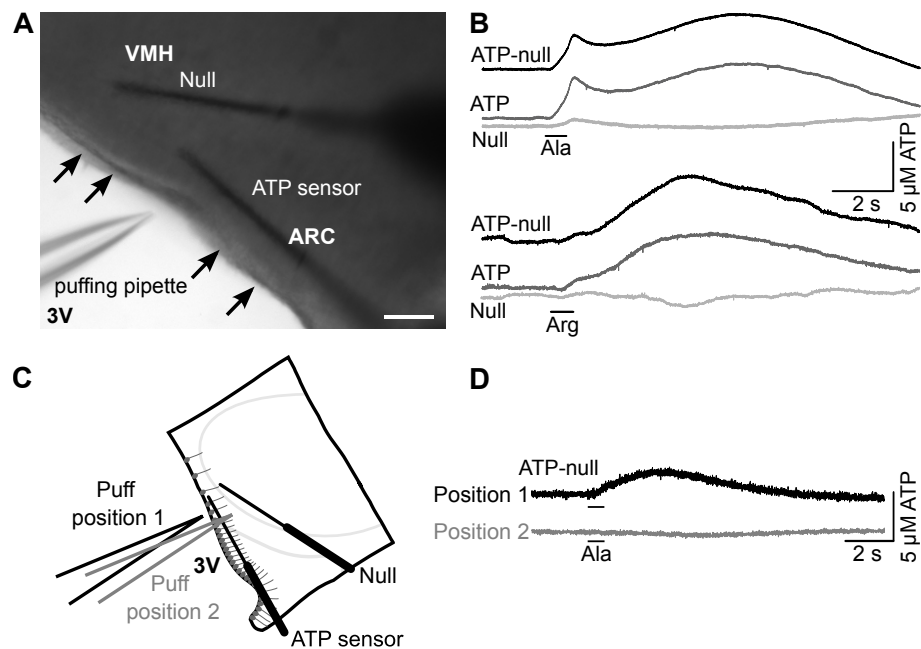 A
VMH
Null
ATP sensor
ARC
puffing pipette
3V
B
ATP-null
ATP
Null
Ala
2 s
5 µM ATP
ATP-null
ATP
Null
Arg
C
Puff
position 1
3V
Puff
position 2
Null
ATP sensor
D
ATP-null
Position 1
Position 2
Ala
2 s
5 µM ATP